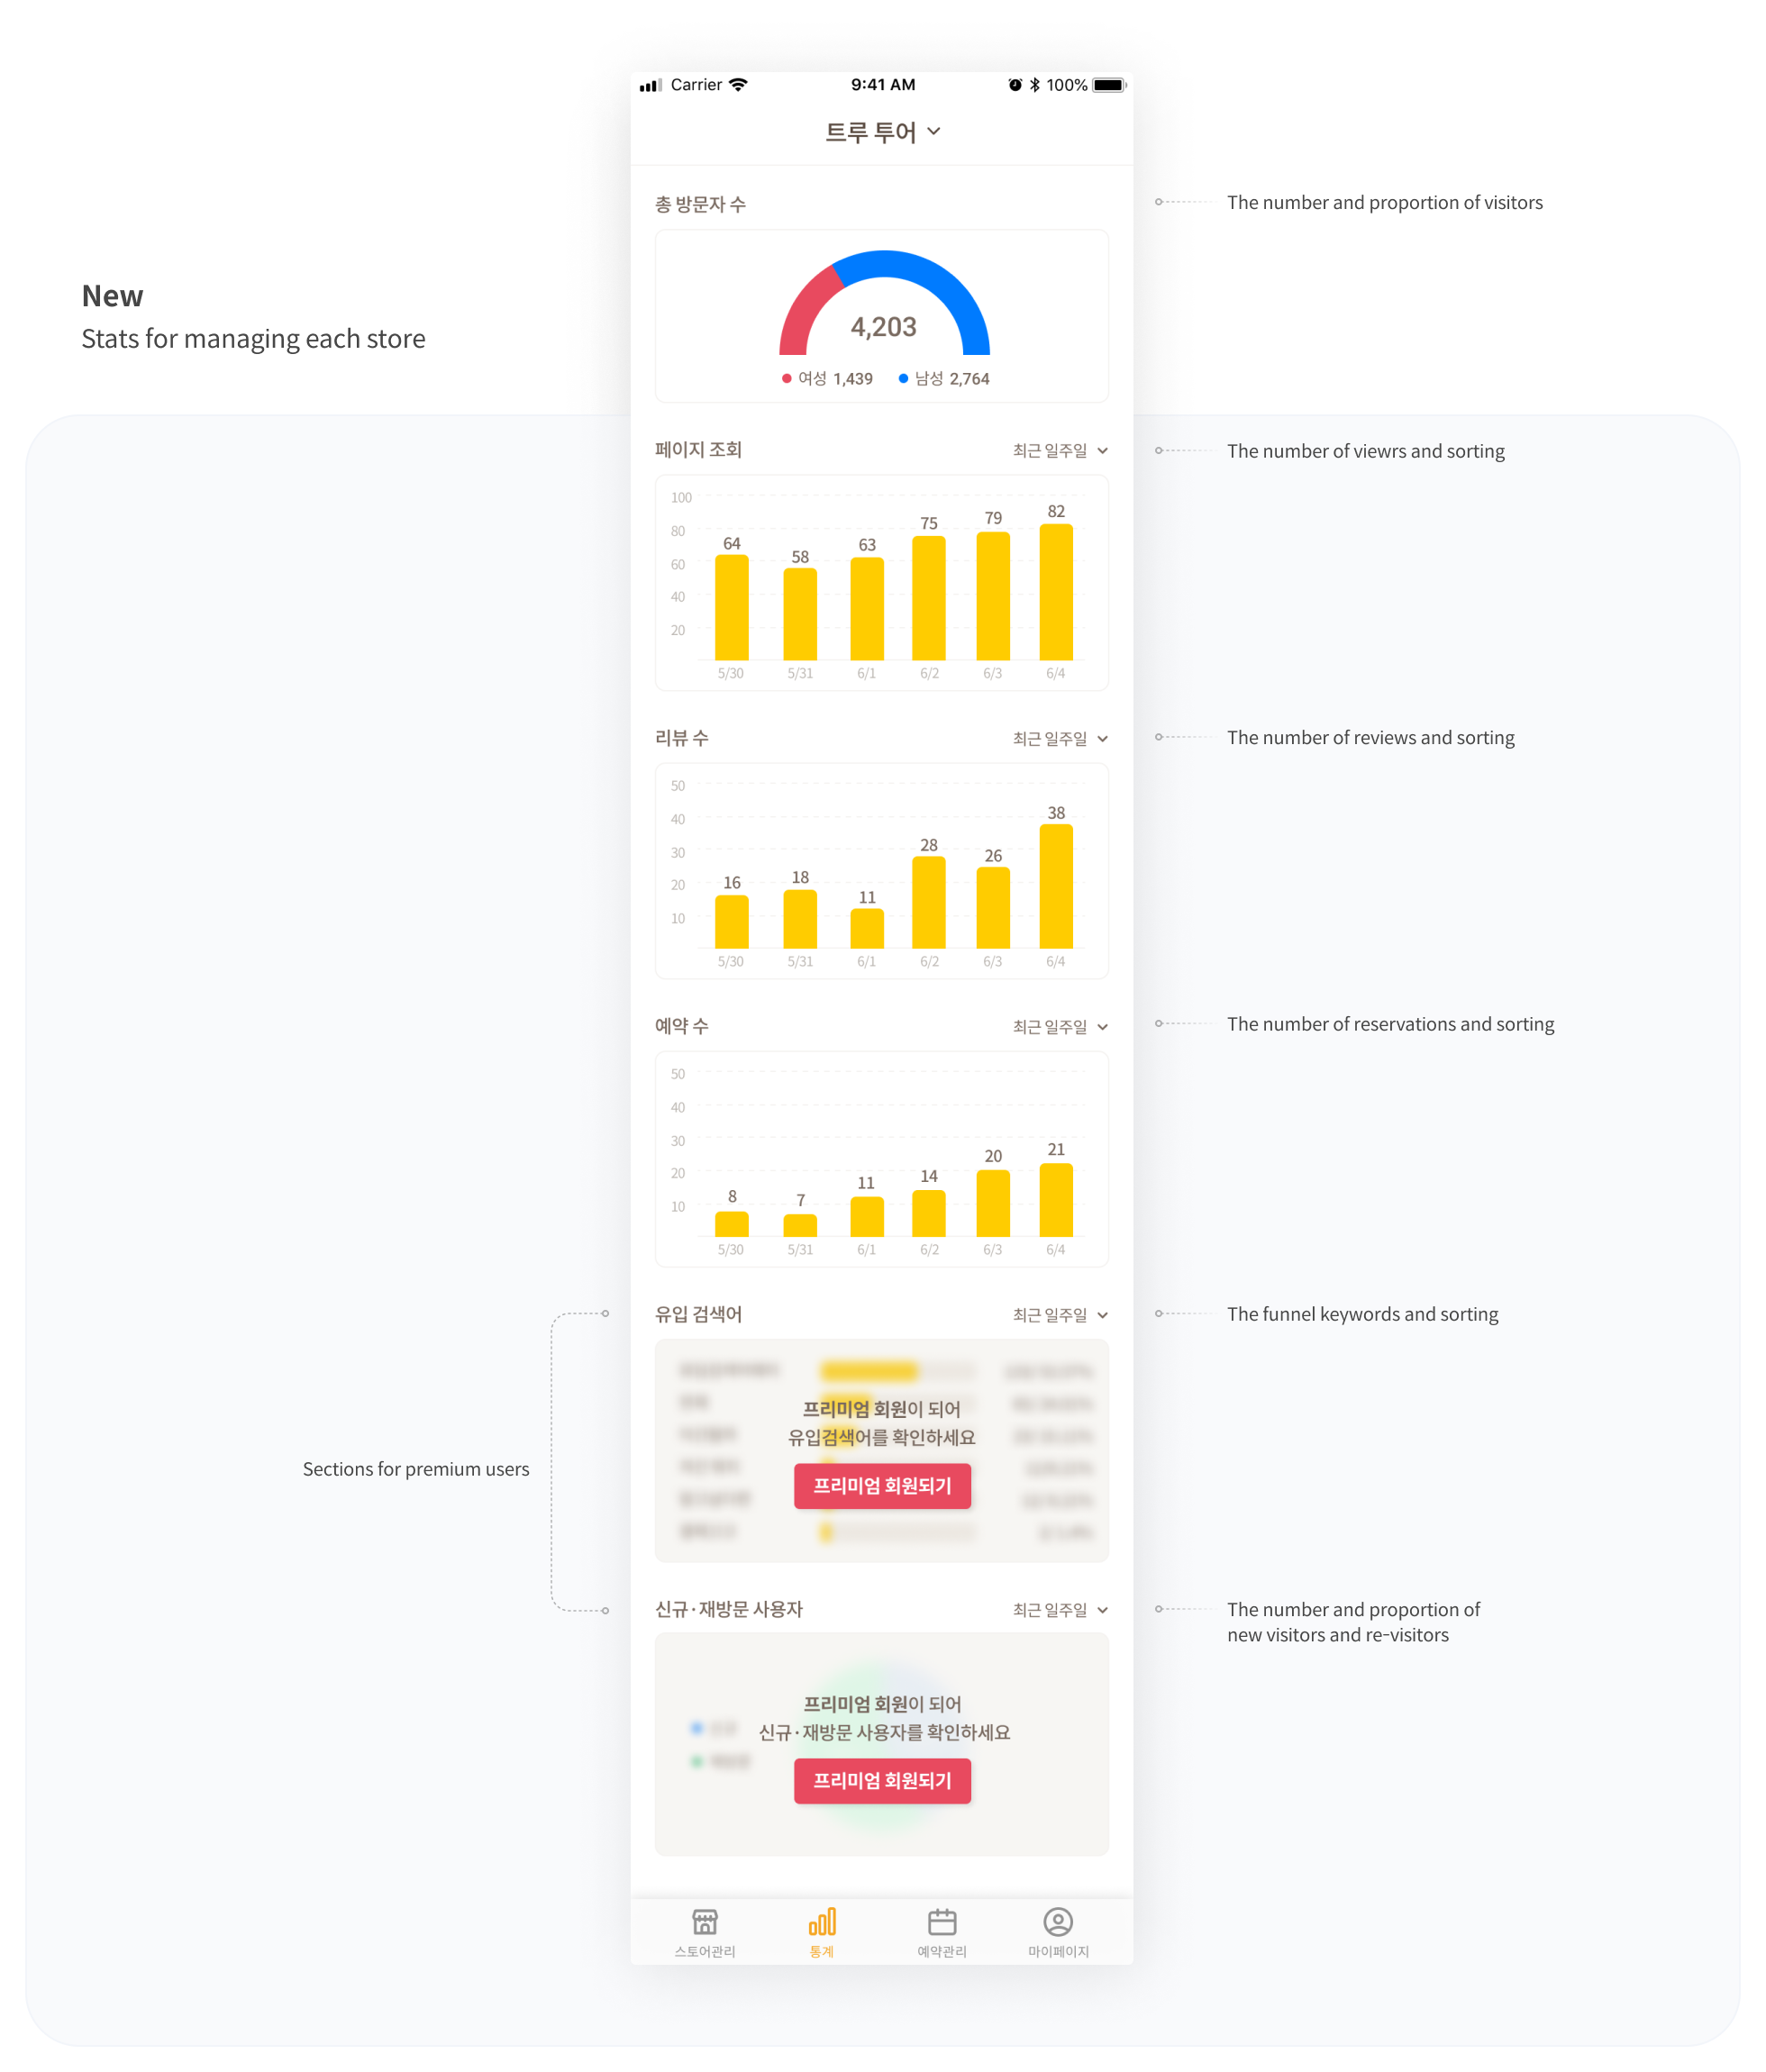 Carrier 9:41 AM 100%
트루 투어
총 방문자 수
The number and proportion of visitors
New
Stats for managing each store
4,203
여성 1,439 남성 2,764
페이지 조회 최근 일주일
The number of viewrs and sorting
100
80
60
40
20
64 58 63 75 79 82
5/30 5/31 6/1 6/2 6/3 6/4
리뷰 수 최근 일주일
The number of reviews and sorting
50
40
30
20
10
16 18 11 28 26 38
5/30 5/31 6/1 6/2 6/3 6/4
예약 수 최근 일주일
The number of reservations and sorting
50
40
30
20
10
8 7 11 14 20 21
5/30 5/31 6/1 6/2 6/3 6/4
유입 검색어 최근 일주일
The funnel keywords and sorting
프리미엄 회원이 되어
유입검색어를 확인하세요
프리미엄 회원되기
Sections for premium users
신규·재방문 사용자 최근 일주일
The number and proportion of
new visitors and re-visitors
프리미엄 회원이 되어
신규·재방문 사용자를 확인하세요
프리미엄 회원되기
스토어관리 통계 예약관리 마이페이지